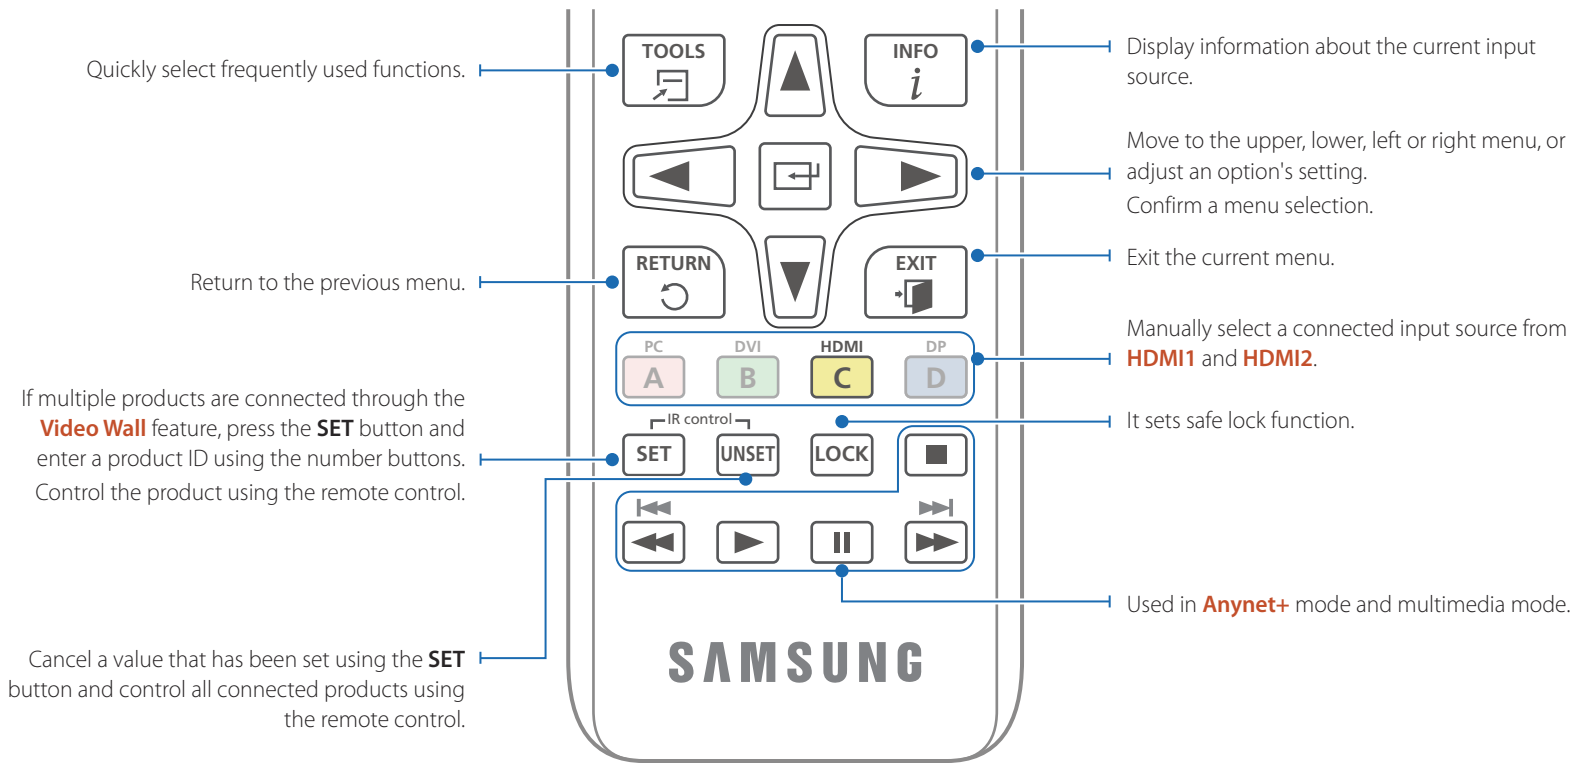 TOOLS
INFO
i
Quickly select frequently used functions.
Display information about the current input
source.
Move to the upper, lower, left or right menu, or
adjust an option's setting.
Confirm a menu selection.
RETURN
EXIT
Return to the previous menu.
Exit the current menu.
PC
DVI
HDMI
DP
A
B
C
D
Manually select a connected input source from
HDMI1 and HDMI2.
If multiple products are connected through the
Video Wall feature, press the SET button and
enter a product ID using the number buttons.
Control the product using the remote control.
IR control
SET
UNSET
LOCK
It sets safe lock function.
Used in Anynet+ mode and multimedia mode.
Cancel a value that has been set using the SET
button and control all connected products using
the remote control.
SAMSUNG